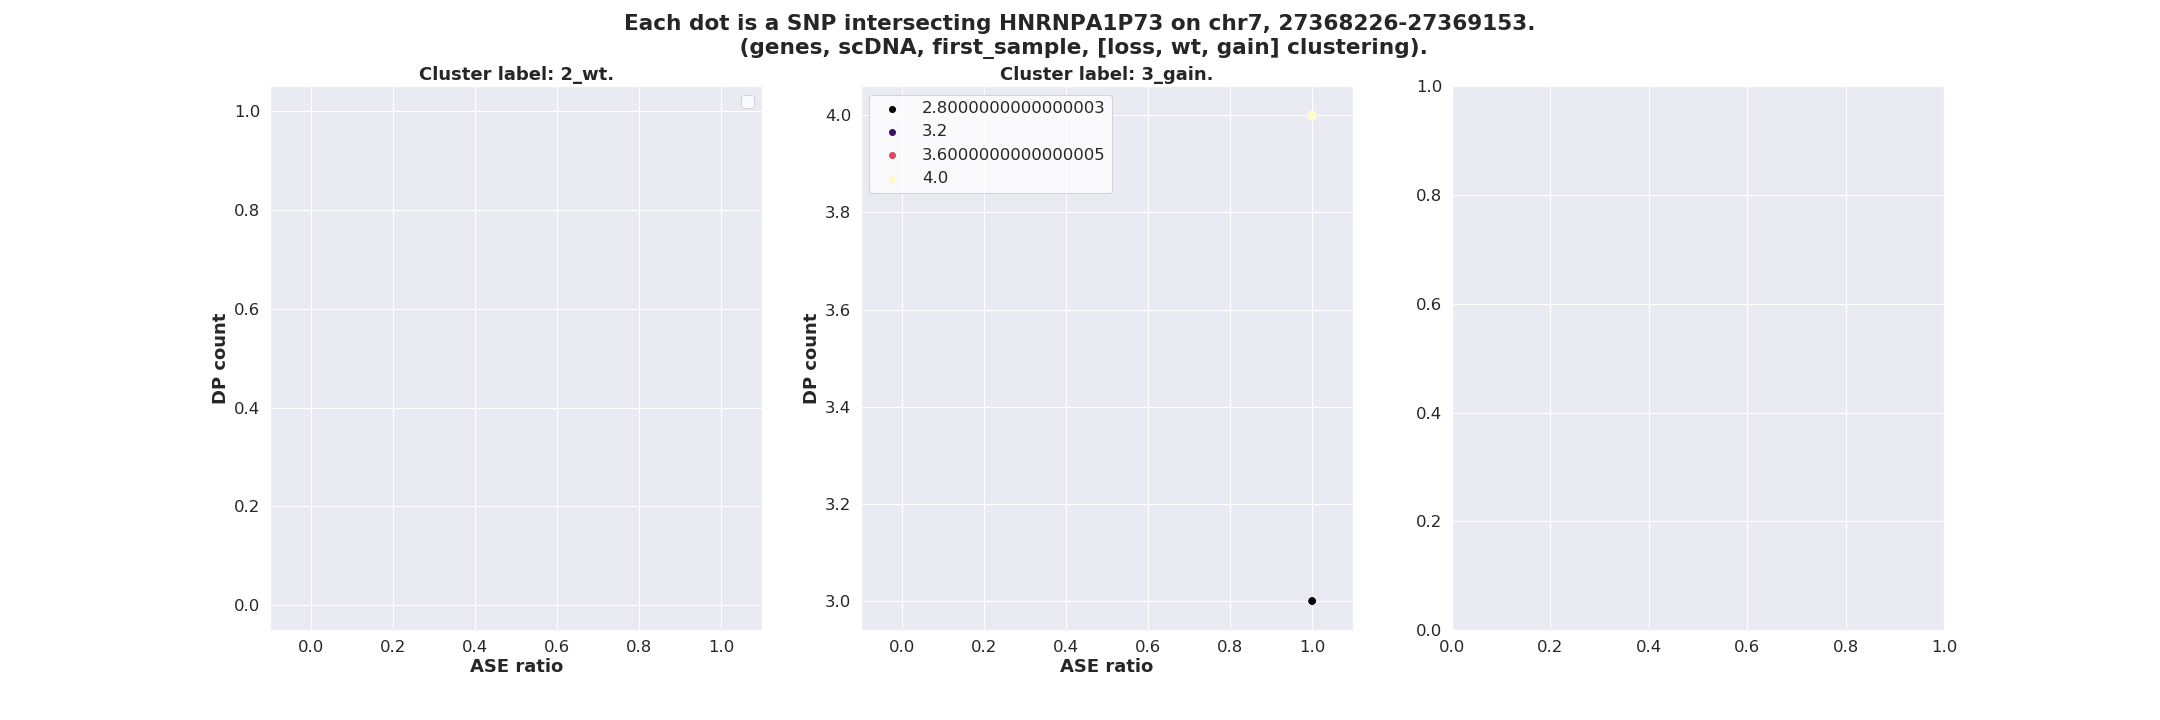 Each dot is a SNP intersecting HNRNPA1P73 on chr7, 27368226-27369153.
(genes, scDNA, first_sample, [loss, wt, gain] clustering).
Cluster label: 2_wt.
1.0
0.8
0.6
0.4
0.2
0.0
DP count
0.0 0.2 0.4 0.6 0.8 1.0
ASE ratio
Cluster label: 3_gain.
2.8000000000000003
3.2
3.6000000000000005
4.0
4.0
3.8
3.6
3.4
3.2
3.0
DP count
0.0 0.2 0.4 0.6 0.8 1.0
ASE ratio
1.0
0.8
0.6
0.4
0.2
0.0
0.0 0.2 0.4 0.6 0.8 1.0